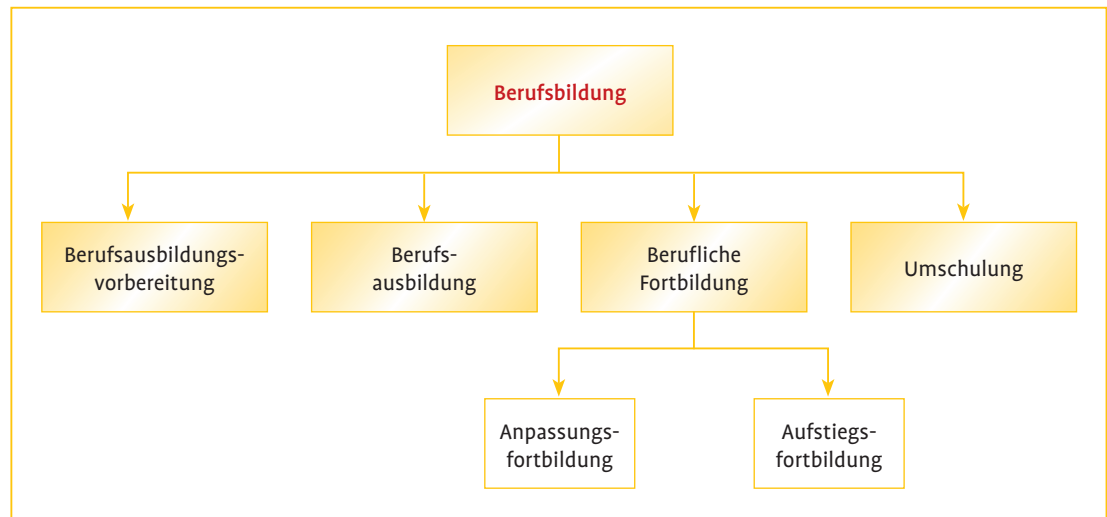 Berufsbildung
Berufsausbildungs-
vorbereitung
Berufs-
ausbildung
Berufliche
Fortbildung
Umschulung
Anpassungs-
fortbildung
Aufstiegs-
fortbildung